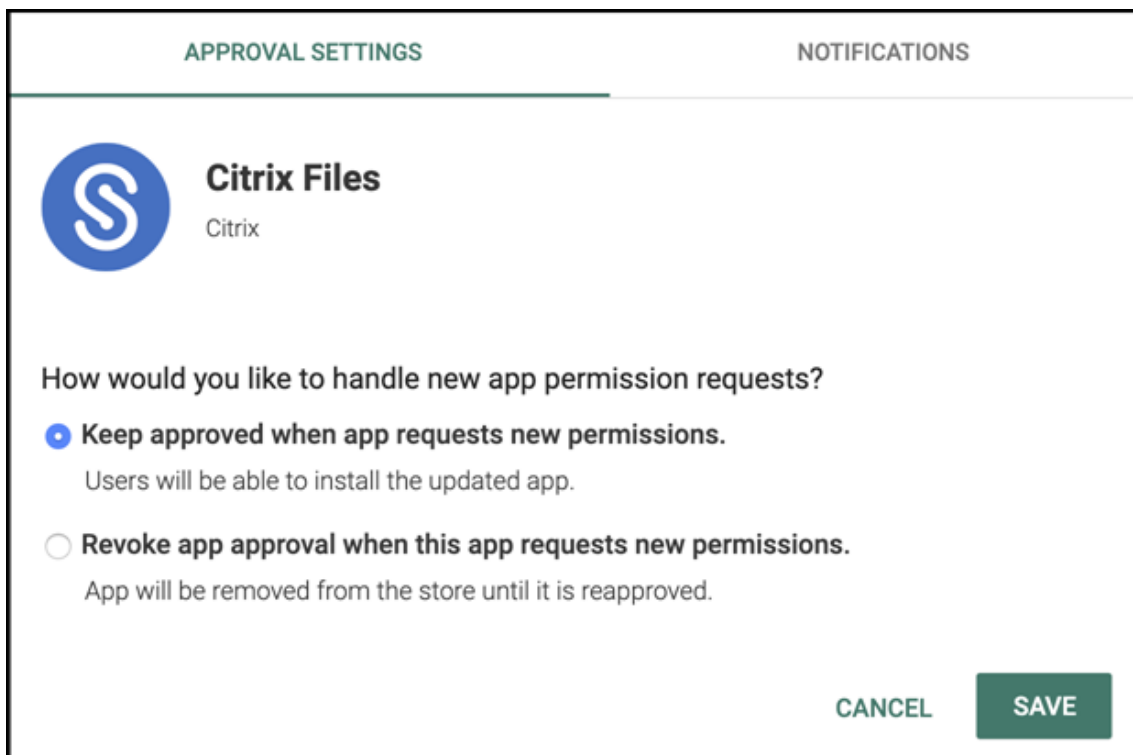 APPROVAL SETTINGS
NOTIFICATIONS
Citrix Files
Citrix
How would you like to handle new app permission requests?
Keep approved when app requests new permissions.
Users will be able to install the updated app.
Revoke app approval when this app requests new permissions.
App will be removed from the store until it is reapproved.
CANCEL
SAVE